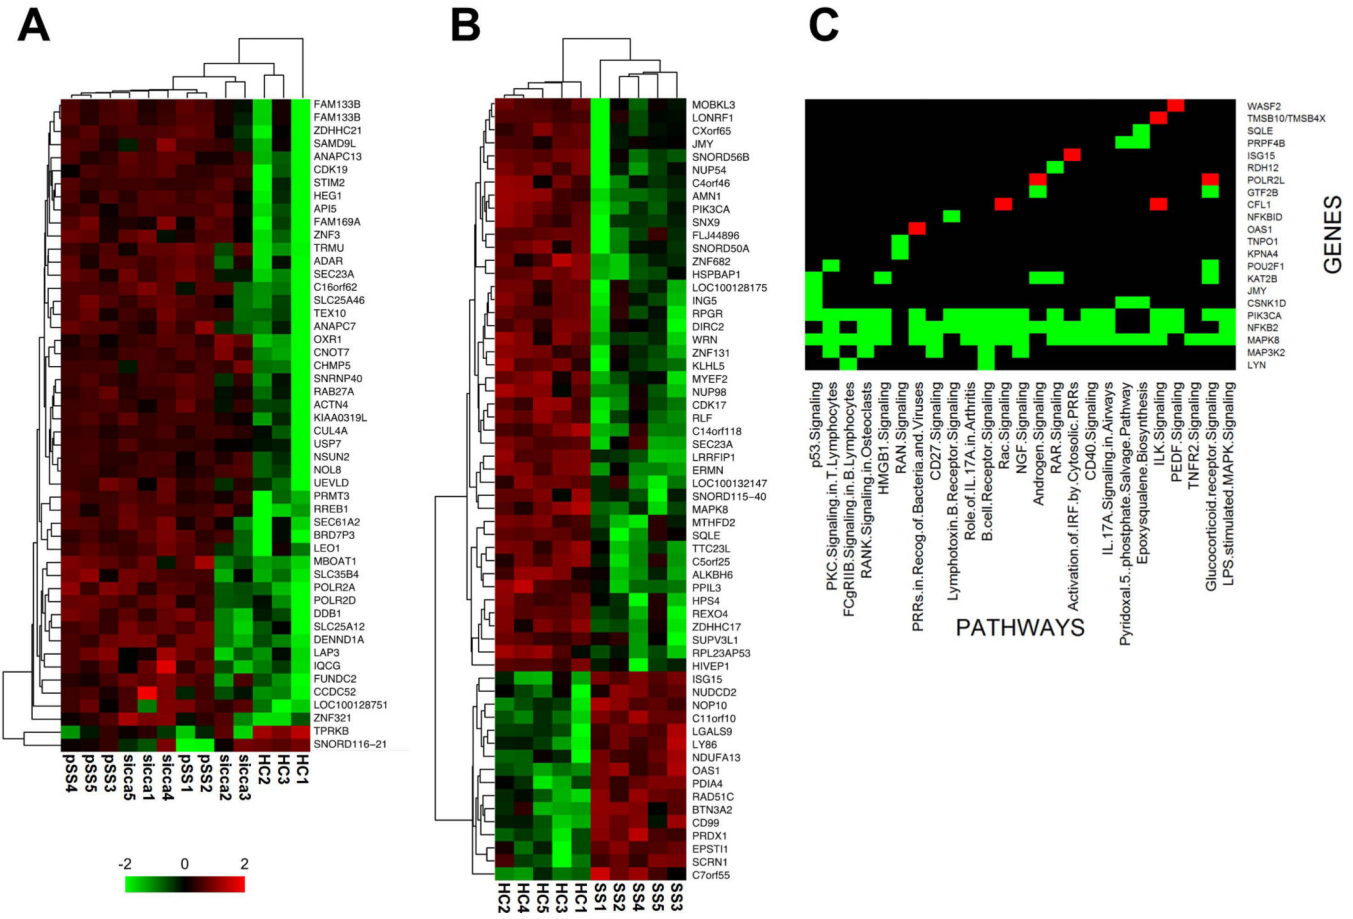 A
FAM133B
FAM133B
ZDHHC21
SAMD9L
ANAPC13
CDK19
STIM2
HEG1
API5
FAM169A
ZNF3
TRMU
ADAR
SEC23A
C16orf62
SLC25A46
TEX10
ANAPC7
OXR1
CNOT7
CHMP5
SNRNP40
RAB27A
ACTN4
KIAA0319L
CUL4A
USP7
NSUN2
NOL8
UEVLD
PRMT3
RREB1
SEC61A2
BRD7P3
LEO1
MBOAT1
SLC35B4
POLR2A
POLR2D
DDB1
SLC25A12
DENND1A
LAP3
IQCG
FUNDC2
CCDC52
LOC100128751
ZNF321
TPRKB
SNORD116-21
pSS4
pSS5
pSS3
sicca5
sicca1
sicca4
pSS1
pSS2
sicca2
sicca3
HC2
HC3
HC1
-2 0 2
B
MOBKL3
LONRF1
CXorf65
JMY
SNORD56B
NUP54
C4orf46
AMN1
PIK3CA
SNX9
FLJ44896
SNORD50A
ZNF682
HSPBAP1
LOC100128175
ING5
RPGR
DIRC2
WRN
ZNF131
KLHL5
MYEF2
NUP98
CDK17
RLF
C14orf118
SEC23A
LRRFIP1
ERMN
LOC100132147
SNORD115-40
MAPK8
MTHFD2
SQLE
TTC23L
C5orf25
ALKBH6
PPIL3
HPS4
REXO4
ZDHHC17
SUPV3L1
RPL23AP53
HIVEP1
ISG15
NUDCD2
NOP10
C11orf10
LGALS9
LY86
NDUFA13
OAS1
PDIA4
RAD51C
BTN3A2
CD99
PRDX1
EPSTI1
SCRN1
C7orf55
HC2
HC4
HC5
HC3
HC1
SS1
SS2
SS4
SS5
SS3
C
WASF2
TMSB10/TMSB4X
SQLE
PRPF4B
ISG15
RDH12
POLR2L
GTF2B
CFL1
NFKBID
OAS1
TNPO1
KPNA4
POU2F1
KAT2B
JMY
CSNK1D
PIK3CA
NFKB2
MAPK8
MAP3K2
LYN
GENES
p53.Signaling
PKC.Signaling.in.T.Lymphocytes
FCgRIIB.Signaling.in.B.Lymphocytes
RANK.Signaling.in.Osteoclasts
HMGB1.Signaling
RAN.Signaling
PRRs.in.Recog.of.Bacteria.and.Viruses
CD27.Signaling
Lymphotoxin.B.Receptor.Signaling
Role.of.IL.17A.in.Arthritis
B.cell.Receptor.Signaling
Rac.Signaling
NGF.Signaling
Androgen.Signaling
RAR.Signaling
Activation.of.IRF.by.Cytosolic.PRRs
CD40.Signaling
IL.17A.Signaling.in.Airways
Pyridoxal.5..phostphate.Salvage.Pathway
Epoxysqualene.Biosynthesis
ILK.Signaling
PEDF.Signaling
TNFR2.Signaling
Glucocorticoid.receptor.Signaling
LPS.stimulated.MAPK.Signaling
PATHWAYS